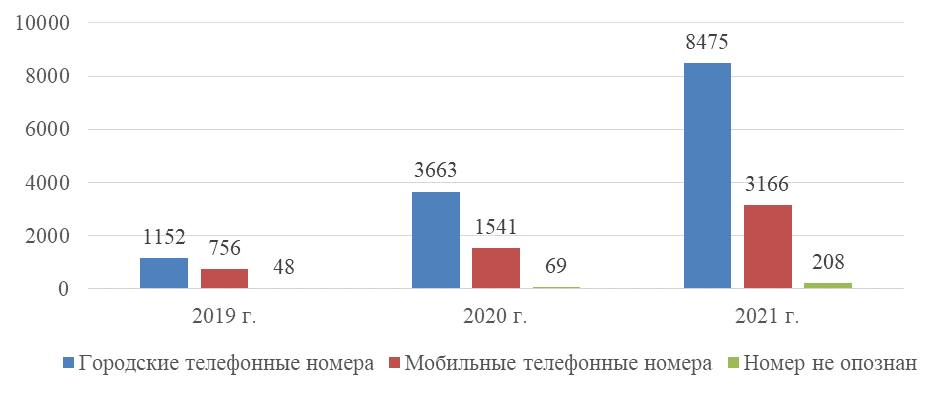 10000
8475
8000
6000
3663
4000
3166
1541
2000
1152
756
208
48
69
0
2019 г.
2020 г.
2021 г.
Городские телефонные номера
Мобильные телефонные номера
Номер не опознан